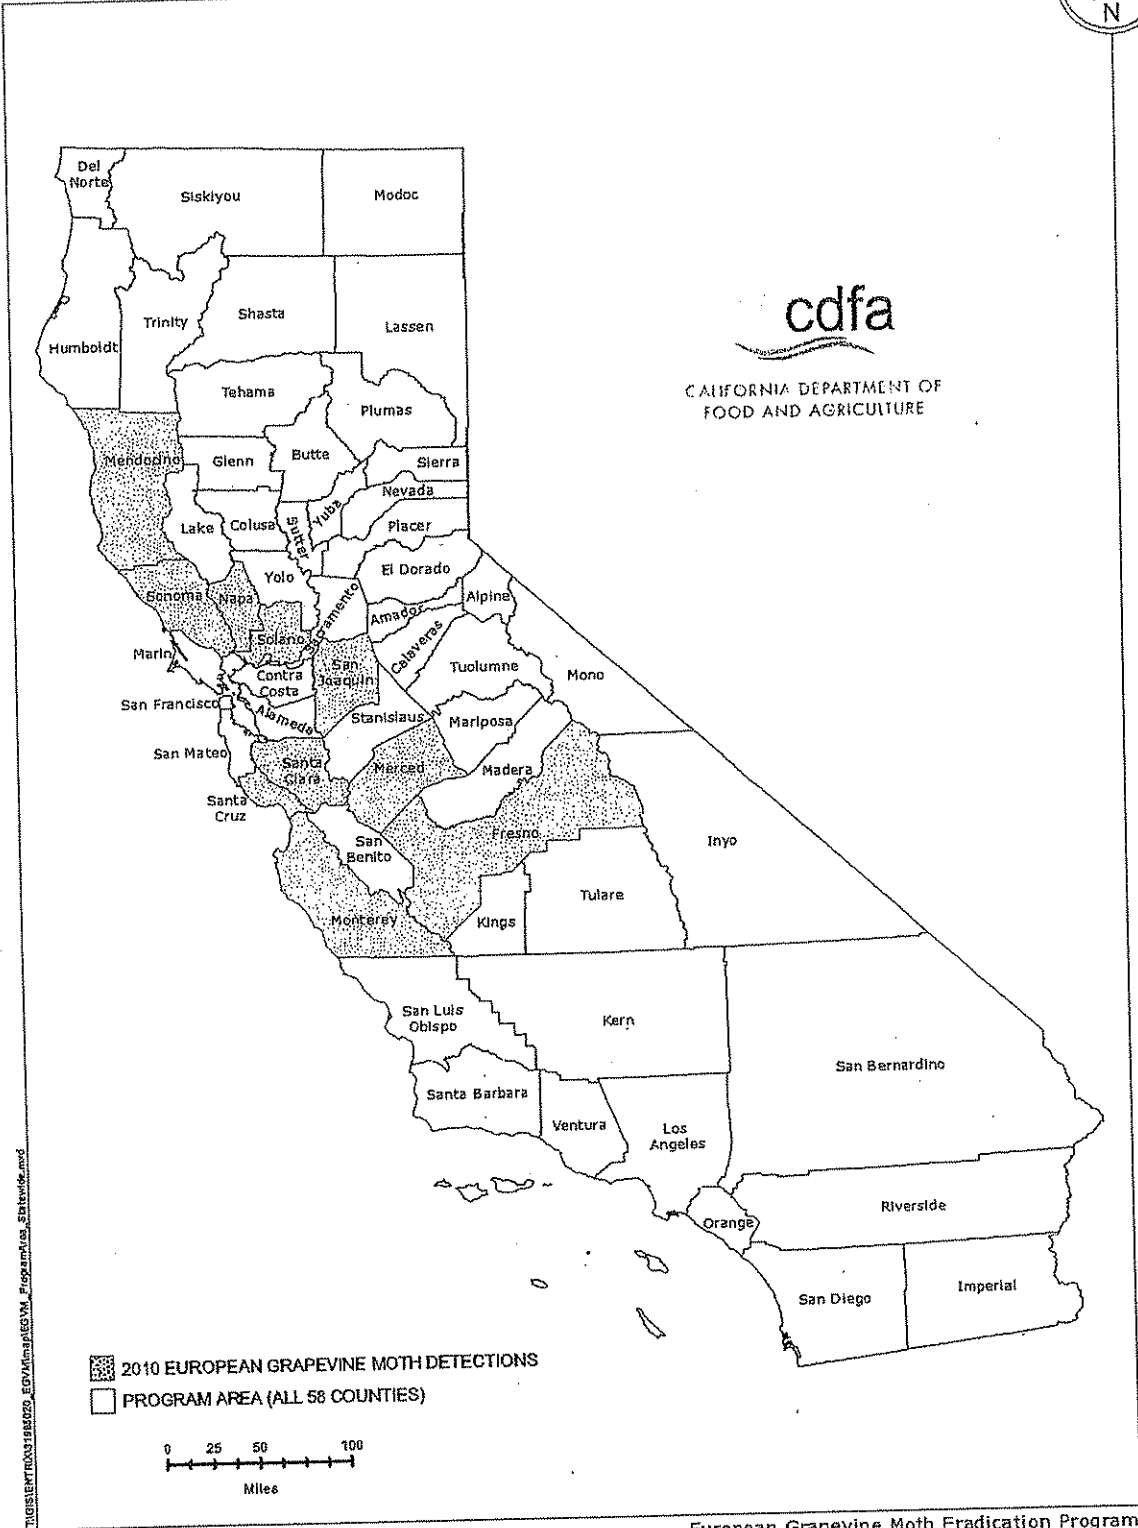 N
Del
Norte
Siskiyou
Modoc
Humboldt
Trinity
Shasta
Lassen
cdfa
CALIFORNIA DEPARTMENT OF
FOOD AND AGRICULTURE
Tehama
Plumas
Mendocino
Glenn
Butte
Sierra
Nevada
Yuba
Sutter
Placer
Lake
Colusa
El Dorado
Yolo
Sonoma
Napa
Sacramento
Amador
Alpine
Solano
Calaveras
Marin
Contra
Costa
San
Joaquin
Tuolumne
Mono
San Francisco
Alameda
Stanislaus
Mariposa
San Mateo
Santa
Clara
Merced
Madera
Santa
Cruz
Fresno
San
Benito
Inyo
Tulare
Monterey
Kings
San Luis
Obispo
Kern
San Bernardino
Santa Barbara
Ventura
Los
Angeles
Orange
Riverside
San Diego
Imperial
2010 EUROPEAN GRAPEVINE MOTH DETECTIONS
PROGRAM AREA (ALL 58 COUNTIES)
0 25 50 100
Miles
European Grapevine Moth Eradication Program